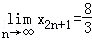 lim x₂ₙ₊₁ = 8/3
n→∞